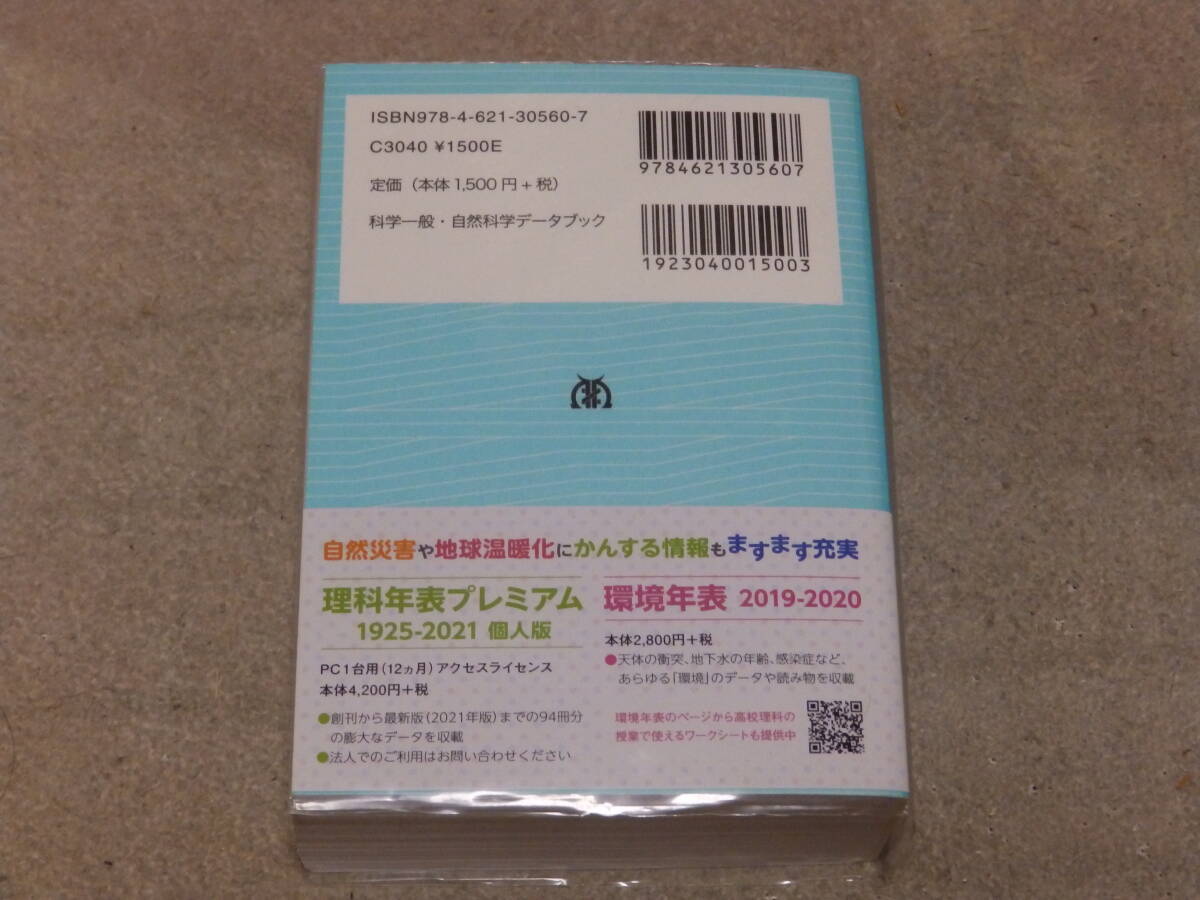 ISBN978-4-621-30560-7
C3040 ¥1500E
定価（本体1,500円+税）
科学一般・自然科学データブック
9784621305607
1923040015003
自然災害や地球温暖化にかんする情報もますます充実
理科年表プレミアム
1925-2021 個人版
PC1台用（12ヵ月）アクセスライセンス
本体4,200円+税
●創刊から最新版（2021年版）までの94冊分
の膨大なデータを収載
●法人でのご利用はお問い合わせください
環境年表 2019-2020
本体2,800円+税
●天体の衝突、地下水の年齢、感染症など、
あらゆる「環境」のデータや読み物を収載
環境年表のページから高校理科の
授業で使えるワークシートも提供中